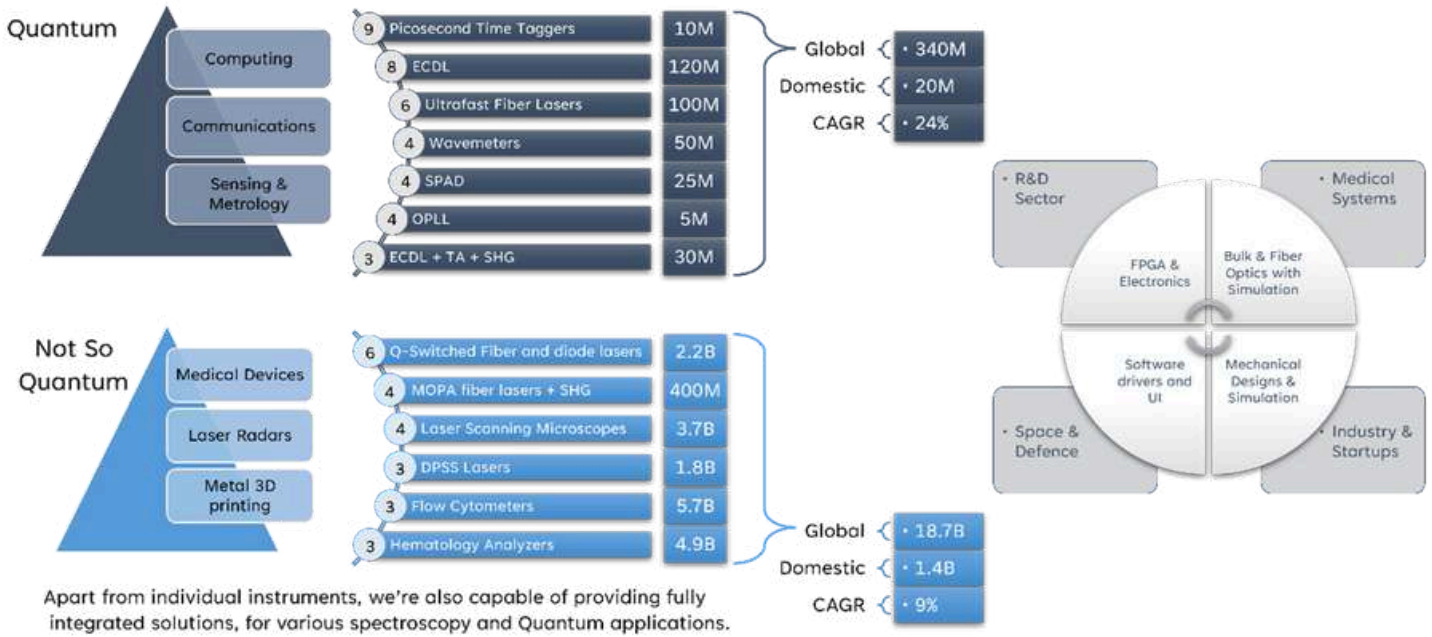 Quantum
Computing
Communications
Sensing &
Metrology
9 Picosecond Time Taggers 10M
8 ECDL 120M
6 Ultrafast Fiber Lasers 100M
4 Wavemeters 50M
4 SPAD 25M
4 OPLL 5M
3 ECDL + TA + SHG 30M
Global • 340M
Domestic • 20M
CAGR • 24%
Not So
Quantum
Medical Devices
Laser Radars
Metal 3D
printing
6 Q-Switched Fiber and diode lasers 2.2B
4 MOPA fiber lasers + SHG 400M
4 Laser Scanning Microscopes 3.7B
3 DPSS Lasers 1.8B
3 Flow Cytometers 5.7B
3 Hematology Analyzers 4.9B
Global • 18.7B
Domestic • 1.4B
CAGR • 9%
Apart from individual instruments, we're also capable of providing fully
integrated solutions, for various spectroscopy and Quantum applications.
• R&D
Sector
• Medical
Systems
FPGA &
Electronics
Bulk & Fiber
Optics with
Simulation
Software
drivers and
UI
Mechanical
Designs &
Simulation
• Space &
Defence
• Industry &
Startups